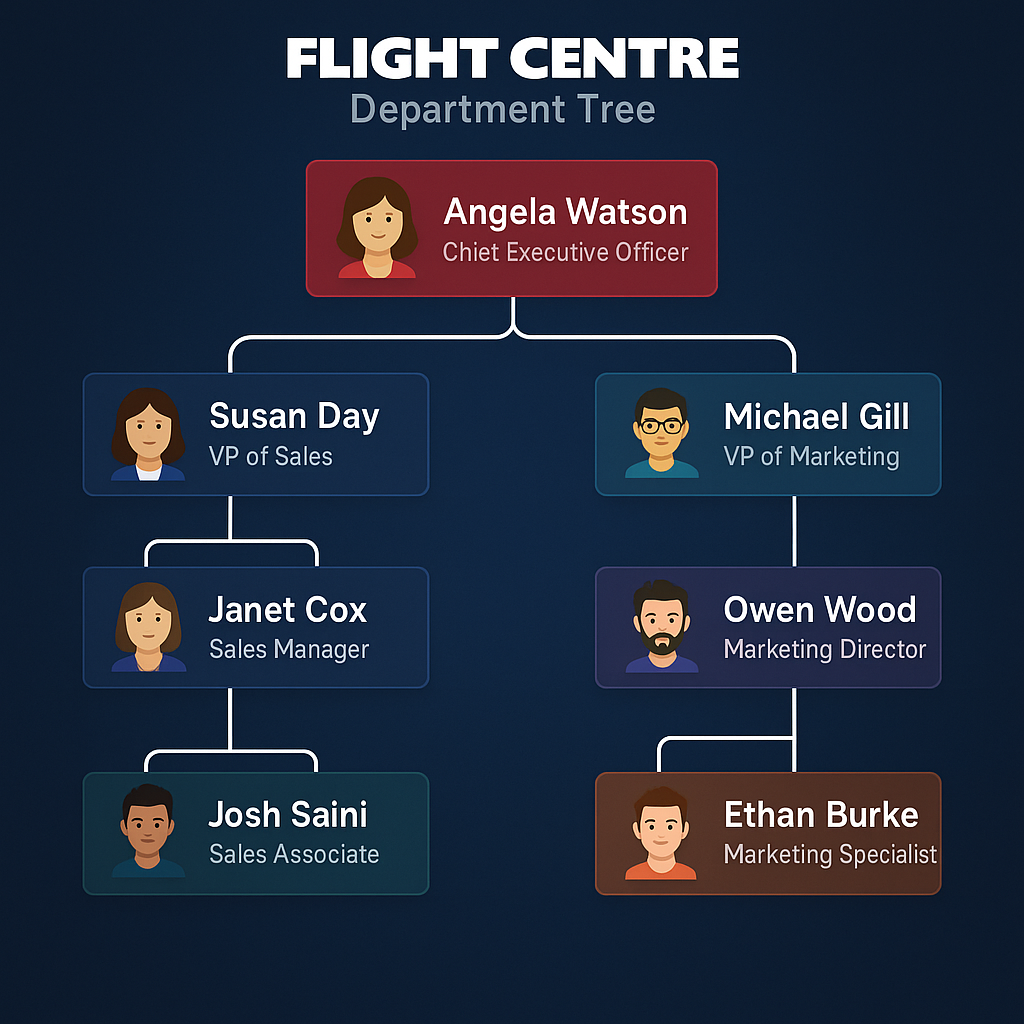 FLIGHT CENTRE
Department Tree
Angela Watson
Chiet Executive Officer
Susan Day
VP of Sales
Michael Gill
VP of Marketing
Janet Cox
Sales Manager
Owen Wood
Marketing Director
Josh Saini
Sales Associate
Ethan Burke
Marketing Specialist